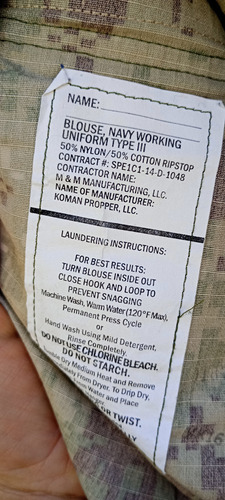 NAME:
BLOUSE, NAVY WORKING
UNIFORM TYPE III
50% NYLON/50% COTTON RIPSTOP
CONTRACT #: SPE1C1-14-D-1048
CONTRACTOR NAME:
M & M MANUFACTURING, LLC.
NAME OF MANUFACTURER:
KOMAN PROPPER, LLC.
LAUNDERING INSTRUCTIONS:
FOR BEST RESULTS:
TURN BLOUSE INSIDE OUT
CLOSE HOOK AND LOOP TO
PREVENT SNAGGING
Machine Wash, Warm Water (120°F Max),
Permanent Press Cycle
or
Hand Wash Using Mild Detergent.
Rinse Completely.
DO NOT USE CHLORINE BLEACH.
DO NOT STARCH.
Dry Medium Heat and Remove
From Dryer. To Drip Dry,
Water and Place
TWIST.